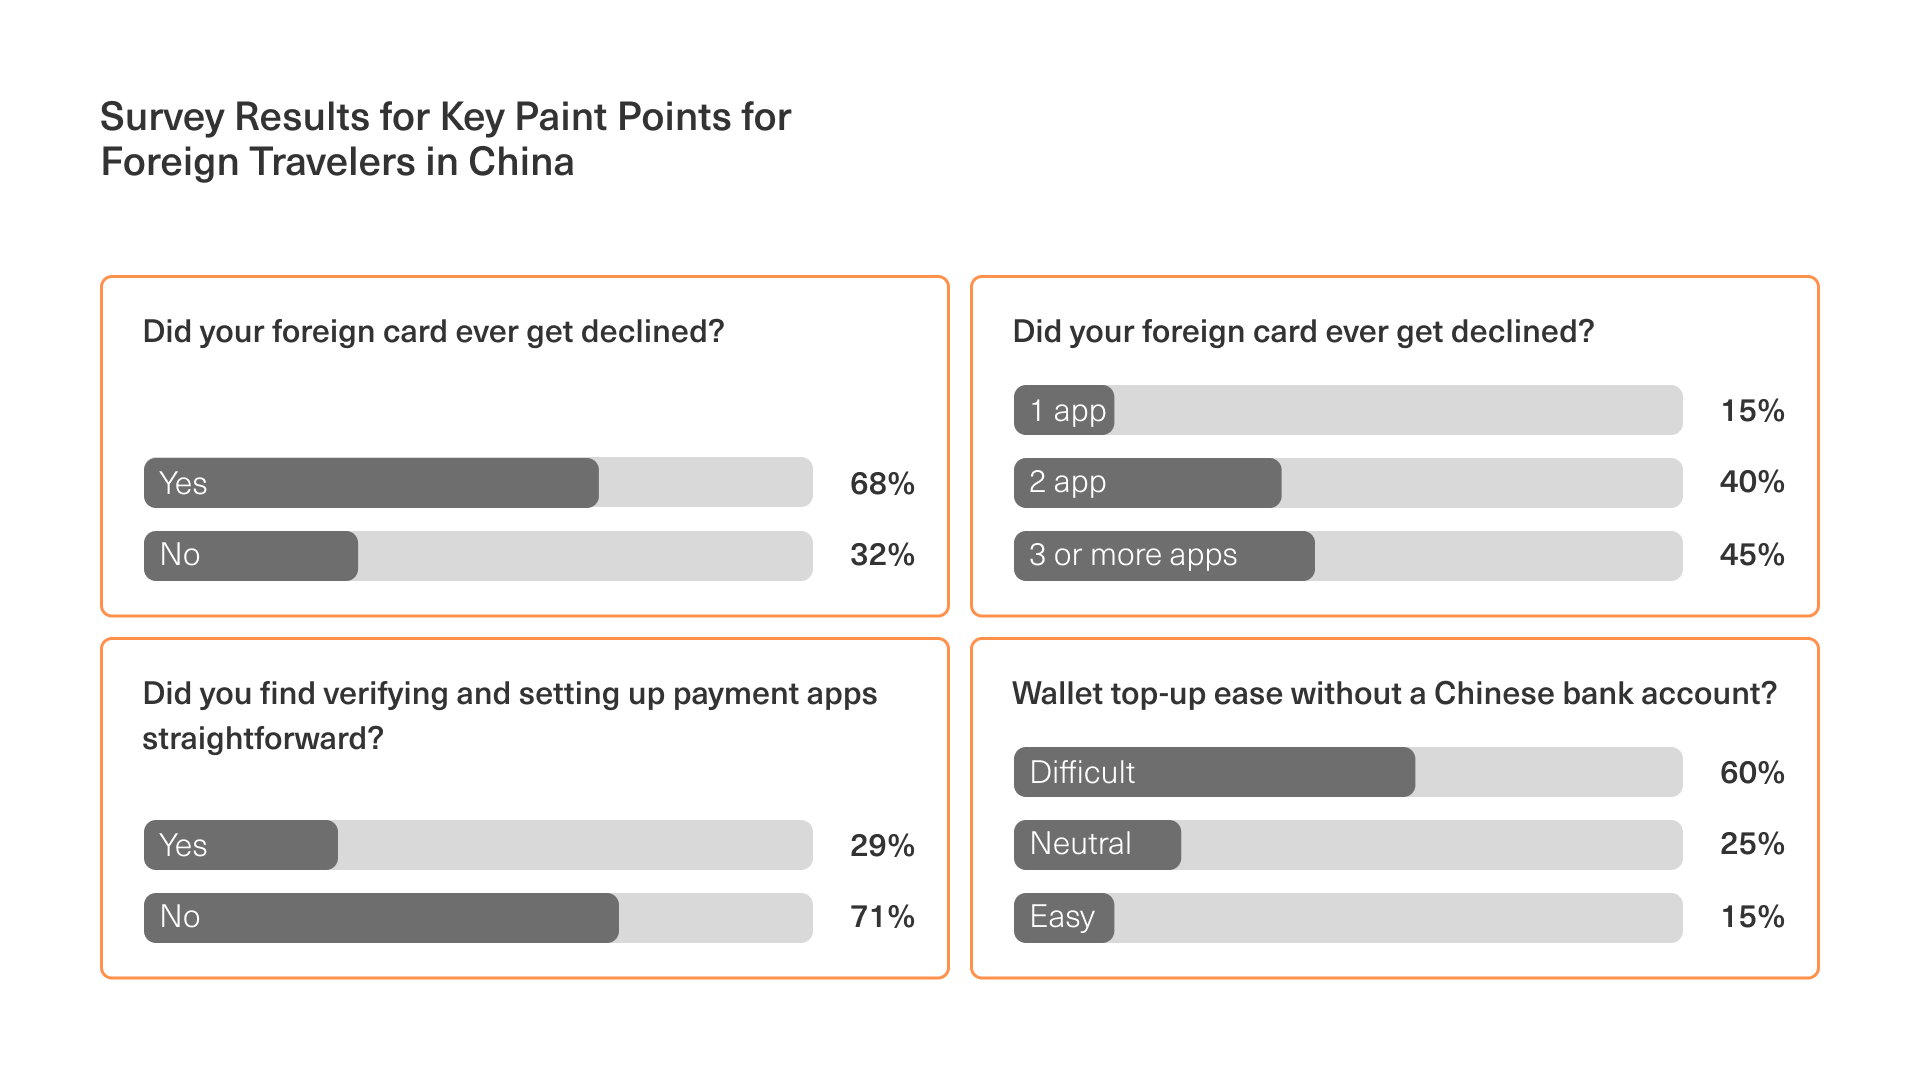 Survey Results for Key Paint Points for
Foreign Travelers in China
Did your foreign card ever get declined?
Yes 68%
No 32%
Did your foreign card ever get declined?
1 app 15%
2 app 40%
3 or more apps 45%
Did you find verifying and setting up payment apps
straightforward?
Yes 29%
No 71%
Wallet top-up ease without a Chinese bank account?
Difficult 60%
Neutral 25%
Easy 15%